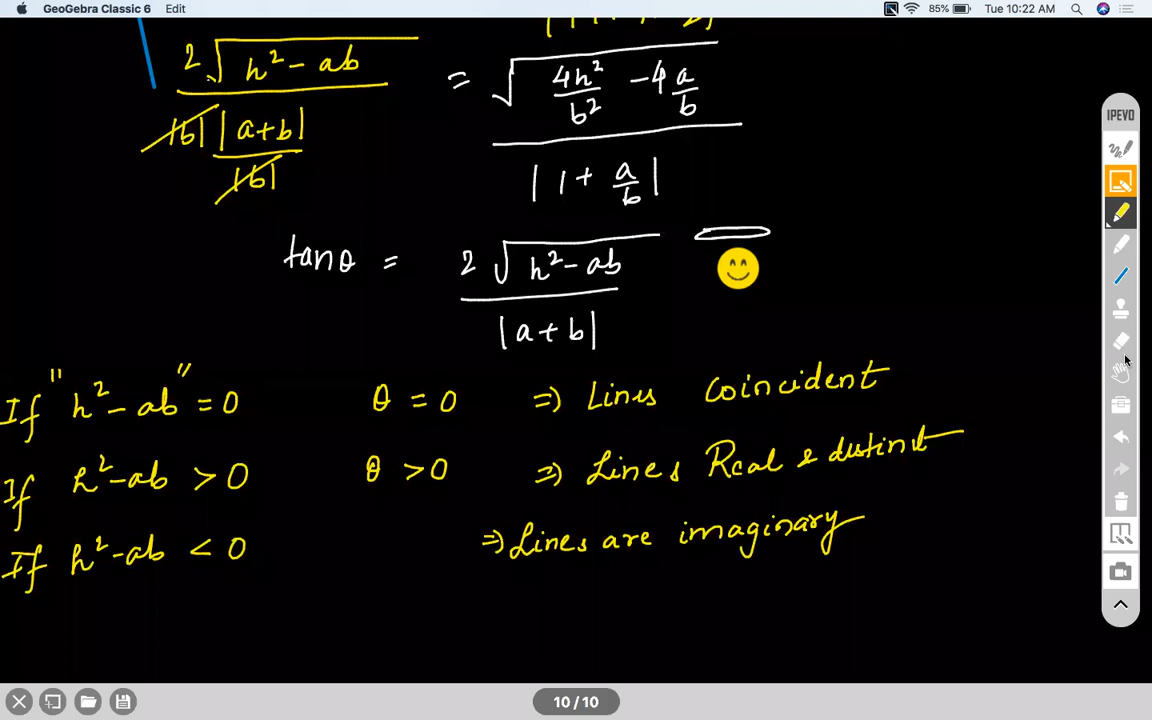 GeoGebra Classic 6 Edit 85% Tue 10:22 AM
2√(h² - ab) / |b| |a+b| / |b|
= √(4h²/b² - 4a/b) / |1 + a/b|
tanθ = 2√(h² - ab) / |a + b|
If "h² - ab" = 0 θ = 0 ⇒ Lines Coincident
If h² - ab > 0 θ > 0 ⇒ Lines Real & distinct
If h² - ab < 0 ⇒ Lines are imaginary
IPEVO
10 / 10